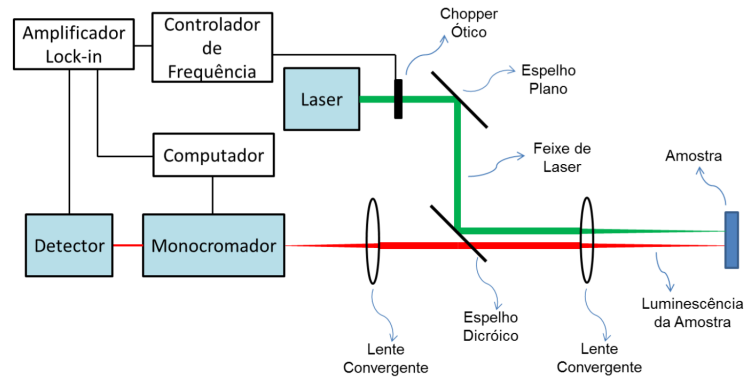 Chopper
Ótico
Amplificador
Lock-in
Controlador
de
Frequência
Espelho
Plano
Laser
Computador
Feixe de
Laser
Amostra
Detector
Monocromador
Luminescência
da Amostra
Espelho
Dicróico
Lente
Convergente
Lente
Convergente